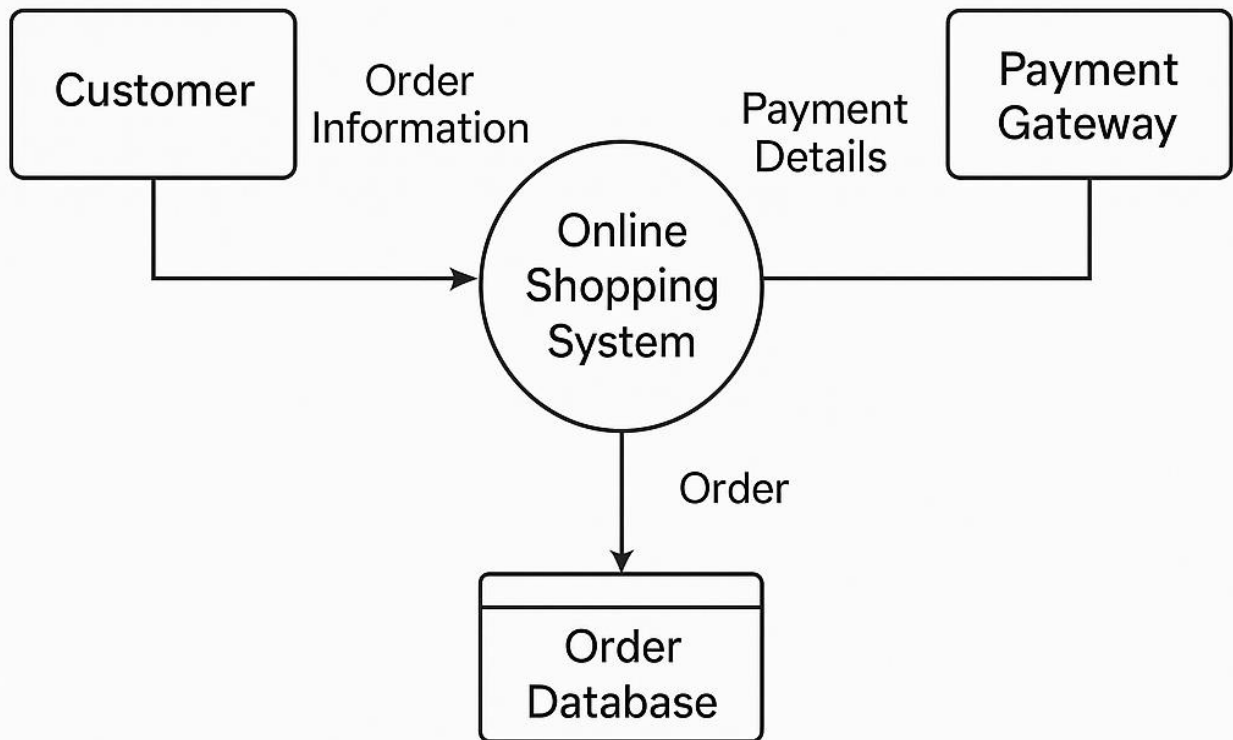 Customer
Order
Information
Payment
Details
Payment
Gateway
Online
Shopping
System
Order
Order
Database